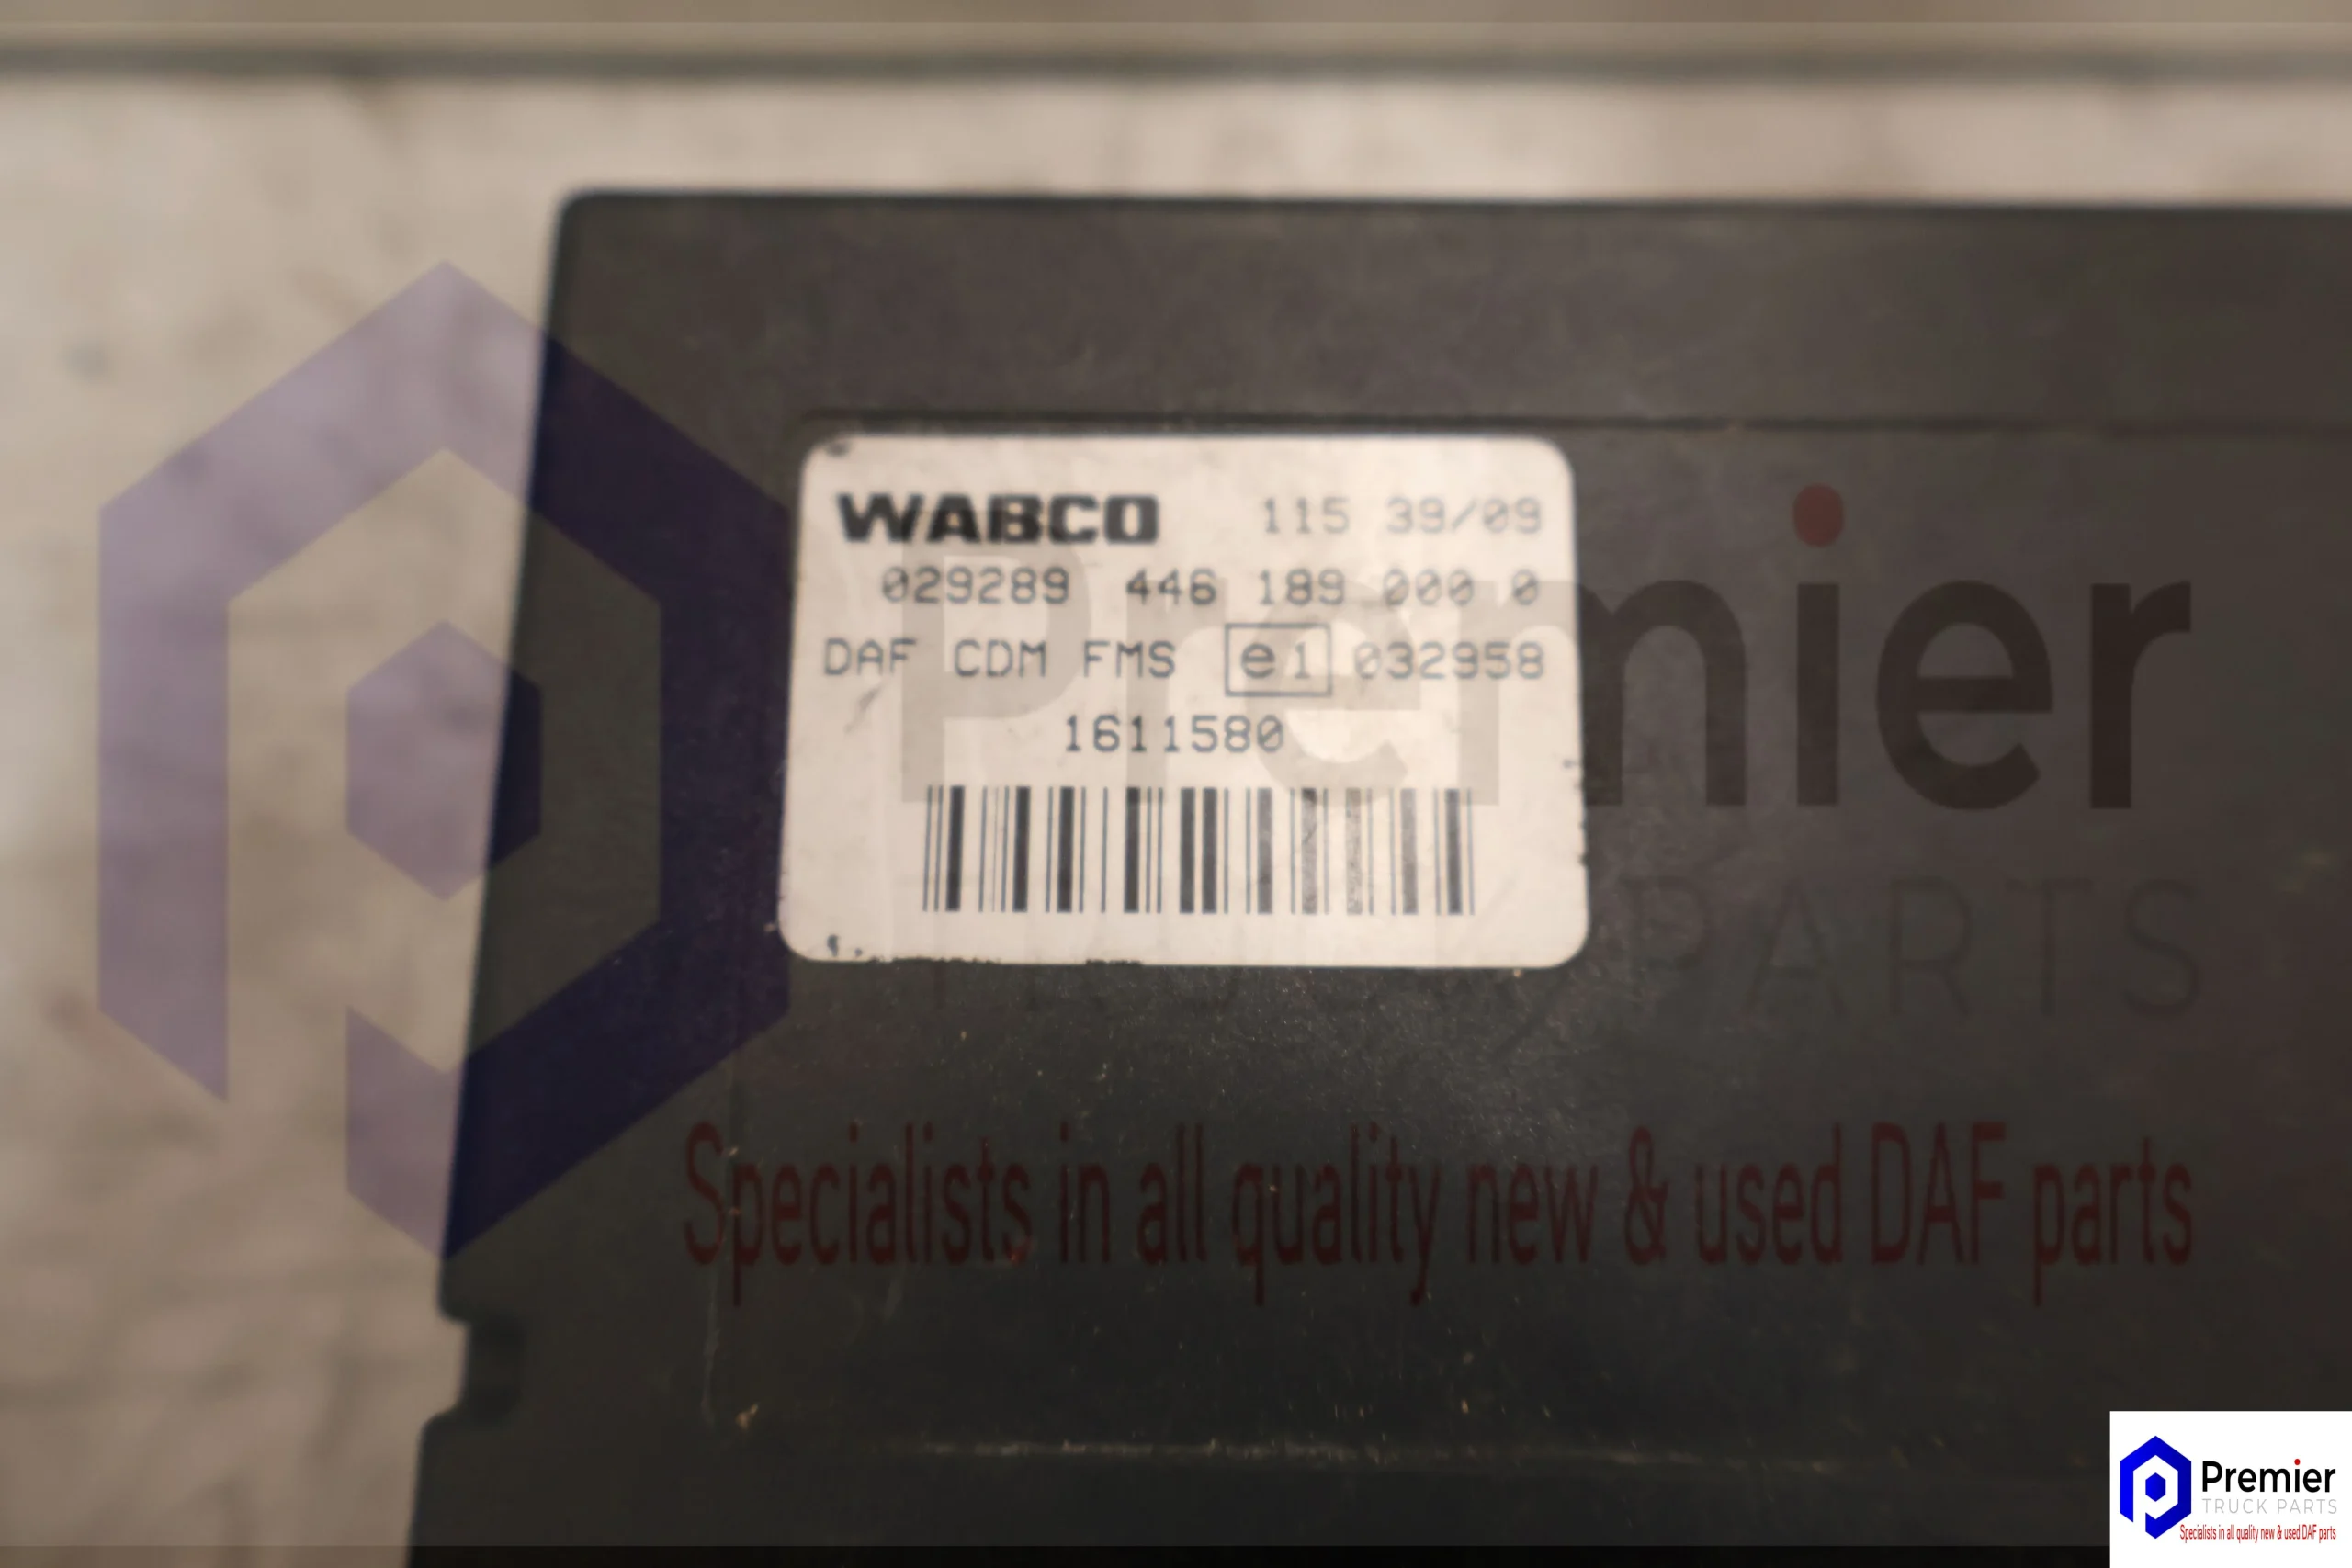 WABCO 115 39/09
029289 446 189 000 0
DAF CDM FMS e1 032958
1611580
Premier
TRUCK PARTS
Specialists in all quality new & used DAF parts
Premier
TRUCK PARTS
Specialists in all quality new & used DAF parts